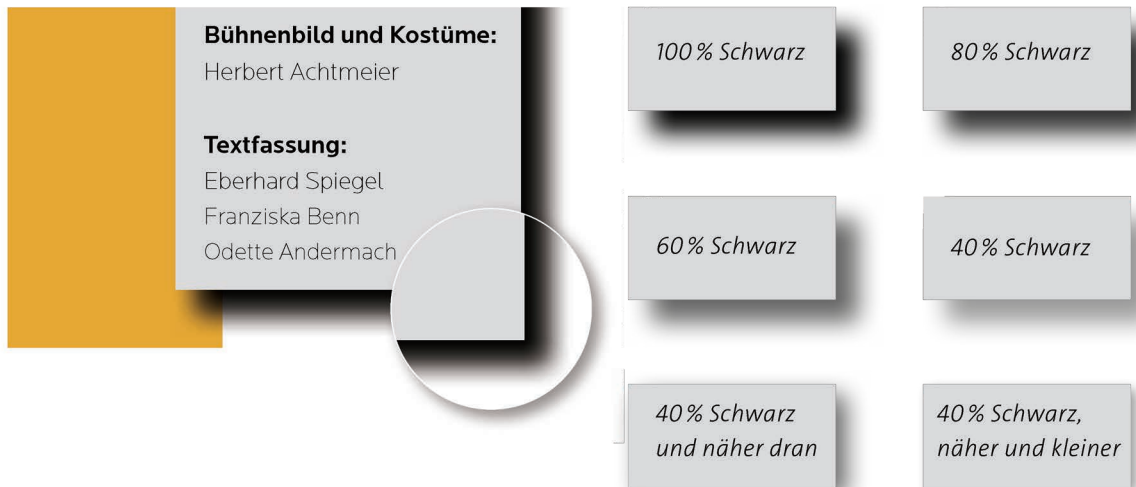 Bühnenbild und Kostüme:
Herbert Achtmeier
Textfassung:
Eberhard Spiegel
Franziska Benn
Odette Andermach
100 % Schwarz
80 % Schwarz
60 % Schwarz
40 % Schwarz
40 % Schwarz
und näher dran
40 % Schwarz,
näher und kleiner